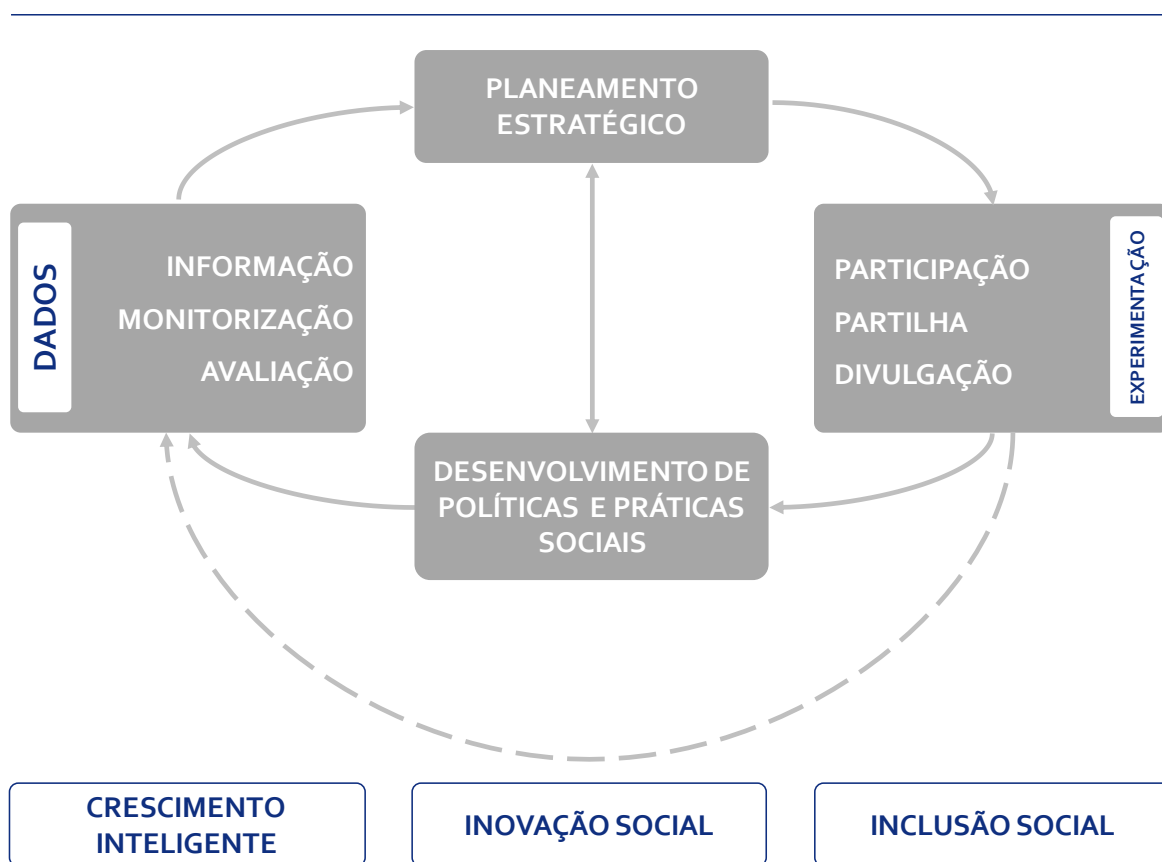 PLANEAMENTO
ESTRATÉGICO
DADOS
INFORMAÇÃO
MONITORIZAÇÃO
AVALIAÇÃO
PARTICIPAÇÃO
PARTILHA
DIVULGAÇÃO
EXPERIMENTAÇÃO
DESENVOLVIMENTO DE
POLÍTICAS E PRÁTICAS
SOCIAIS
CRESCIMENTO
INTELIGENTE
INOVAÇÃO SOCIAL
INCLUSÃO SOCIAL